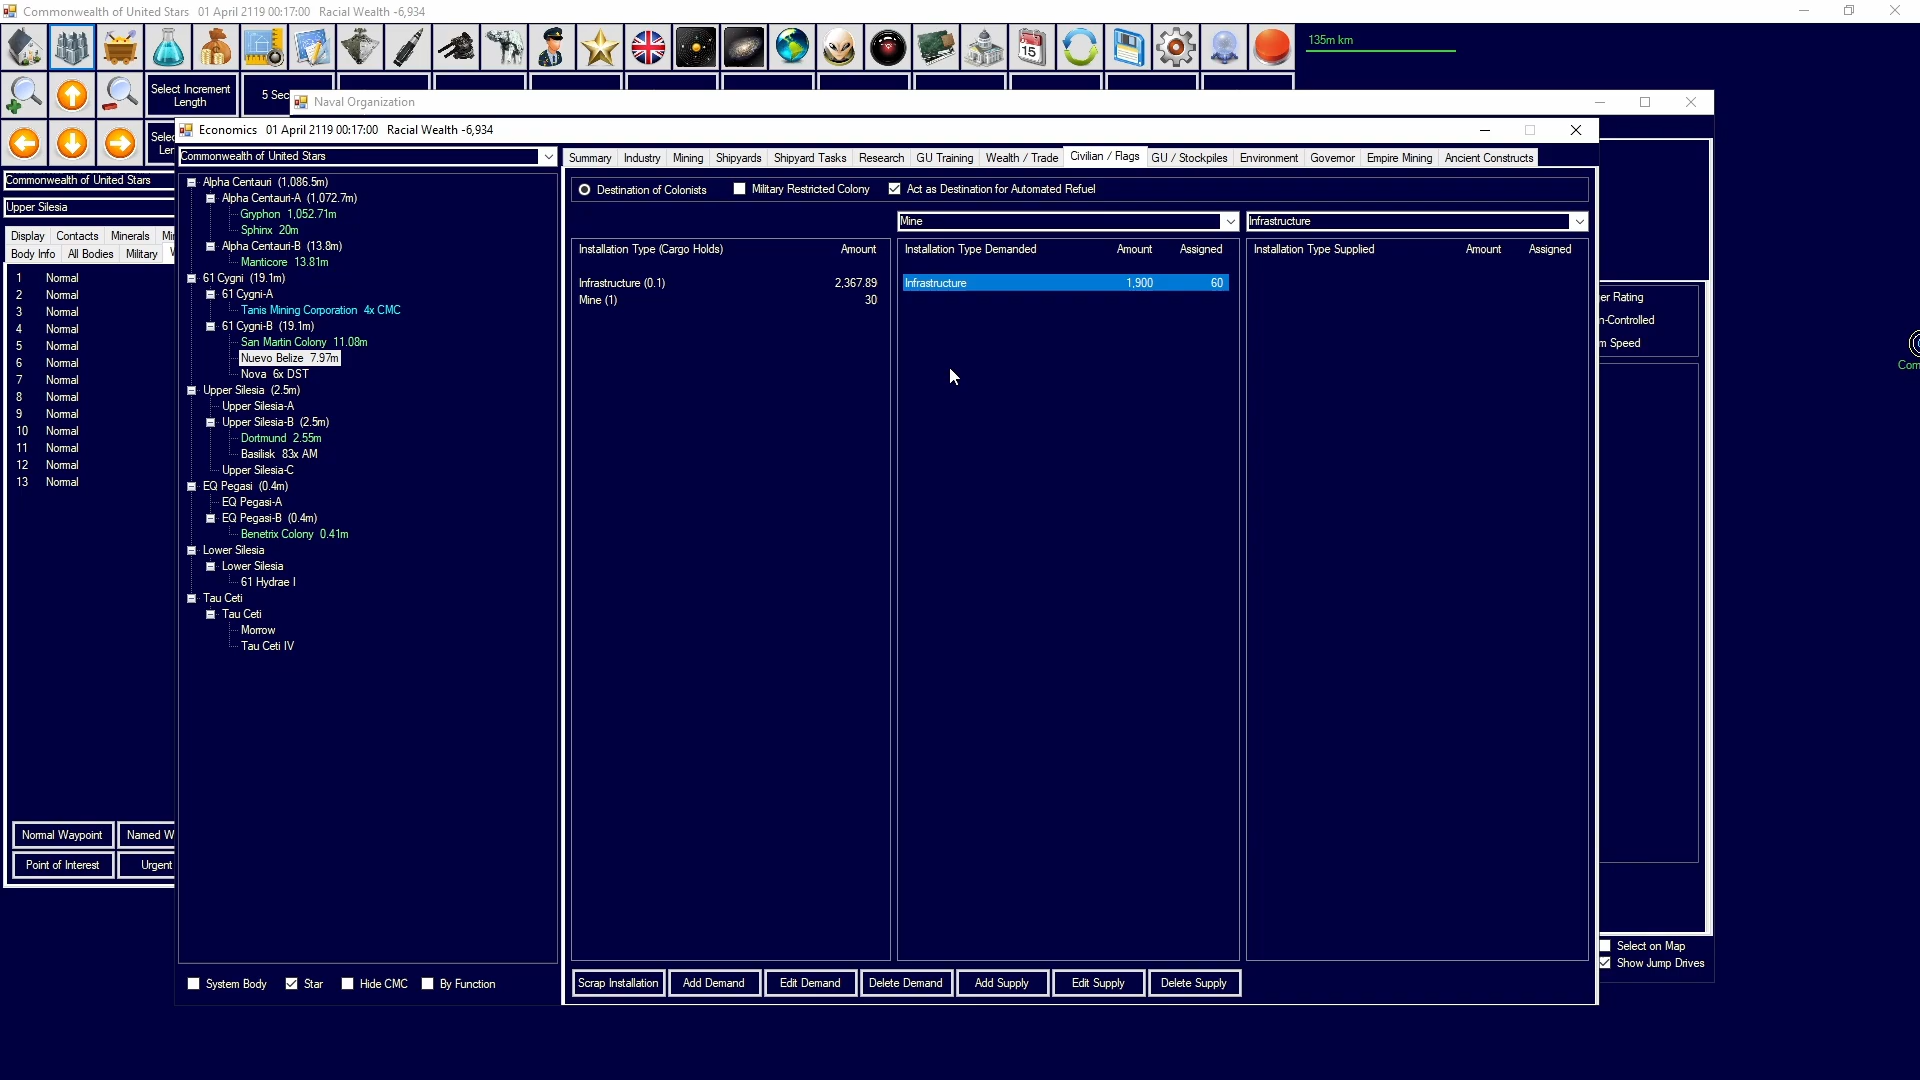 Commonwealth of United Stars   01 April 2119 00:17:00   Racial Wealth -6,934
15
135m km
Select Increment Length
5 Sec
Naval Organization
Economics   01 April 2119 00:17:00   Racial Wealth -6,934
Commonwealth of United Stars
Upper Silesia
Display   Contacts   Minerals
Body Info   All Bodies   Military
1   Normal
2   Normal
3   Normal
4   Normal
5   Normal
6   Normal
7   Normal
8   Normal
9   Normal
10   Normal
11   Normal
12   Normal
13   Normal
Normal Waypoint   Named W
Point of Interest   Urgent
Commonwealth of United Stars
Alpha Centauri (1,086.5m)
Alpha Centauri-A (1,072.7m)
Gryphon 1,052.71m
Sphinx 20m
Alpha Centauri-B (13.8m)
Manticore 13.81m
61 Cygni (19.1m)
61 Cygni-A
Tanis Mining Corporation 4x CMC
61 Cygni-B (19.1m)
San Martin Colony 11.08m
Nuevo Belize 7.97m
Nova 6x DST
Upper Silesia (2.5m)
Upper Silesia-A
Upper Silesia-B (2.5m)
Dortmund 2.55m
Basilisk 83x AM
Upper Silesia-C
EQ Pegasi (0.4m)
EQ Pegasi-A
EQ Pegasi-B (0.4m)
Benetrix Colony 0.41m
Lower Silesia
Lower Silesia
61 Hydrae I
Tau Ceti
Tau Ceti
Morrow
Tau Ceti IV
System Body   Star   Hide CMC   By Function
Summary   Industry   Mining   Shipyards   Shipyard Tasks   Research   GU Training   Wealth / Trade   Civilian / Flags   GU / Stockpiles   Environment   Governor   Empire Mining   Ancient Constructs
Destination of Colonists   Military Restricted Colony   Act as Destination for Automated Refuel
Mine   Infrastructure
Installation Type (Cargo Holds)   Amount   Installation Type Demanded   Amount   Assigned   Installation Type Supplied   Amount   Assigned
Infrastructure (0.1)   2,367.89   Infrastructure   1,900   60
Mine (1)   30
Scrap Installation   Add Demand   Edit Demand   Delete Demand   Add Supply   Edit Supply   Delete Supply
er Rating
n-Controlled
m Speed
Com
Select on Map
Show Jump Drives